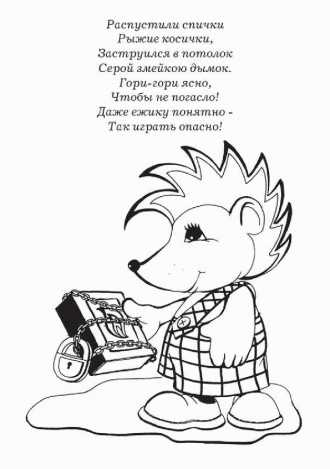 Распустили спички
Рыжие косички,
Заструился в потолок
Серой змейкою дымок.
Гори-гори ясно,
Чтобы не погасло!
Даже ежику понятно -
Так играть опасно!